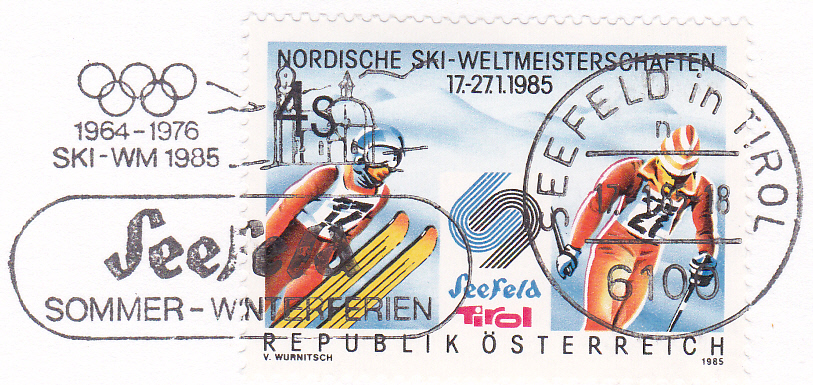 1964-1976
SKI-WM 1985
Seefeld
SOMMER-WINTERFERIEN
NORDISCHE SKI-WELTMEISTERSCHAFTEN
17.-27.1.1985
4s
Seefeld
Tirol
REPUBLIK ÖSTERREICH
V. WURNITSCH
1985
SEEFELD in TIROL
n
18
6100